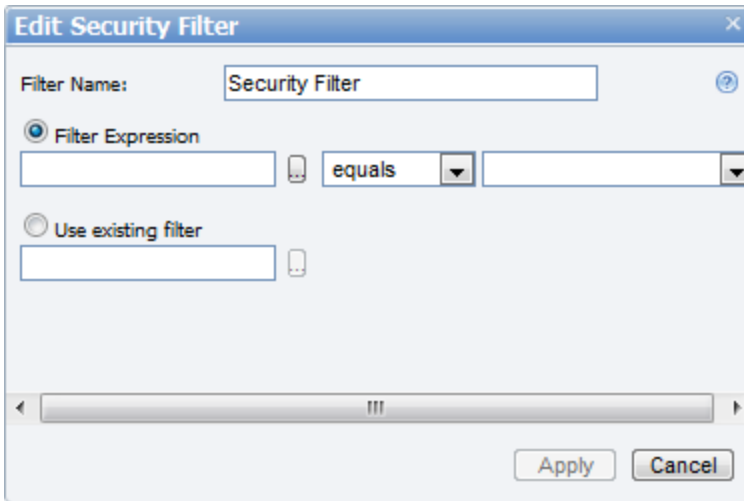 Edit Security Filter
Filter Name: Security Filter
Filter Expression
... equals
Use existing filter
...
Apply Cancel